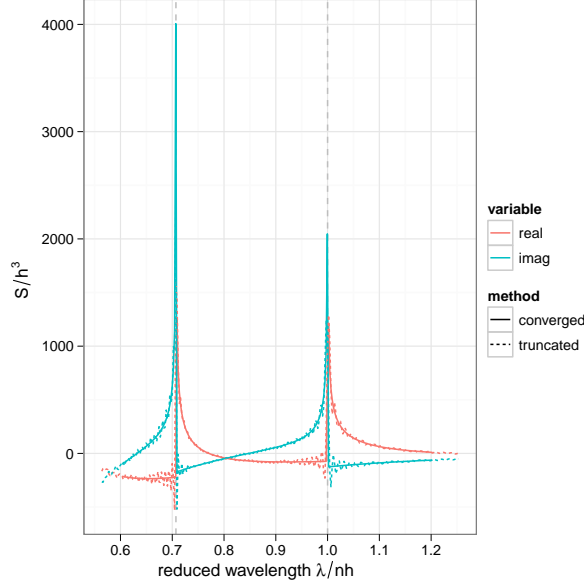 4000
3000
2000
1000
0
S/h³
0.6 0.7 0.8 0.9 1.0 1.1 1.2
reduced wavelength λ/nh
variable
real
imag
method
converged
truncated